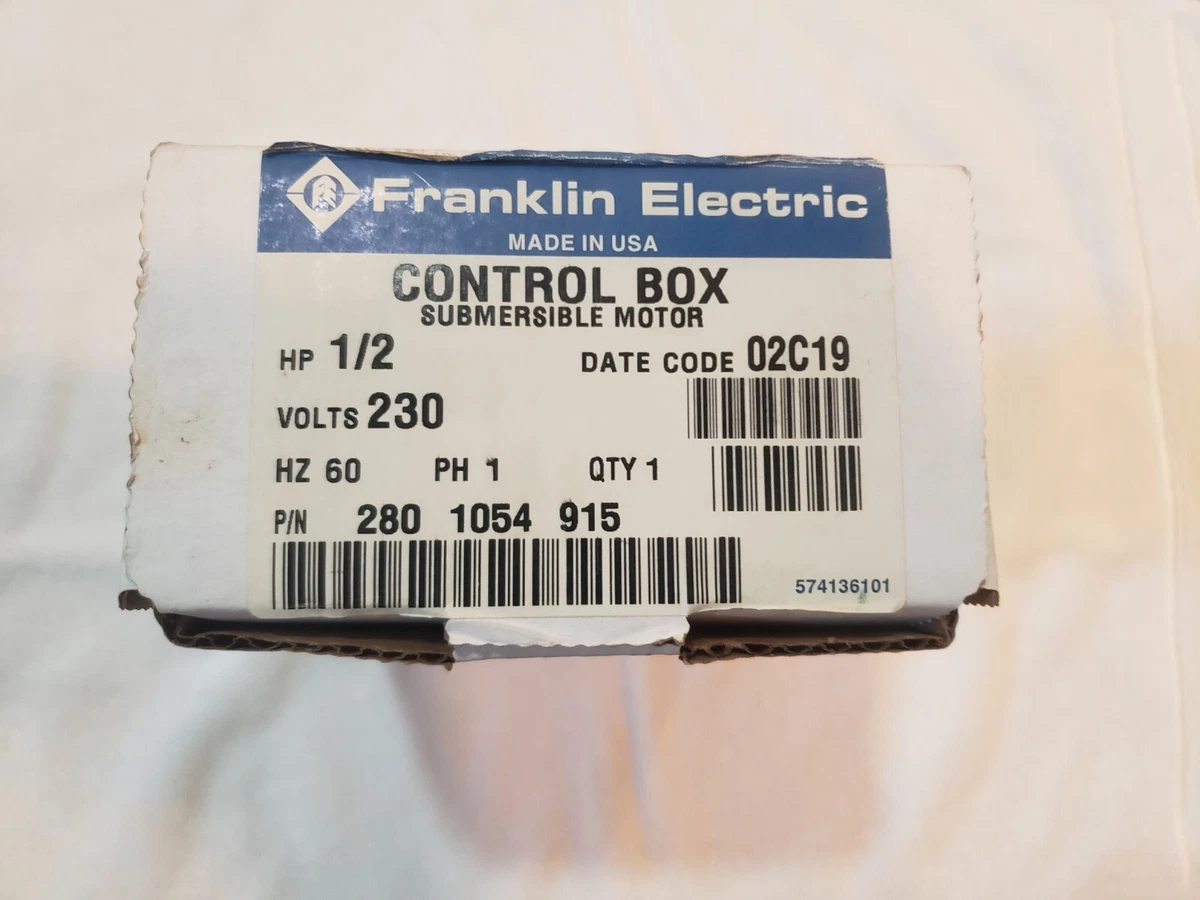 Franklin Electric
MADE IN USA
CONTROL BOX
SUBMERSIBLE MOTOR
HP 1/2 DATE CODE 02C19
VOLTS 230
HZ 60 PH 1 QTY 1
P/N 280 1054 915
574136101